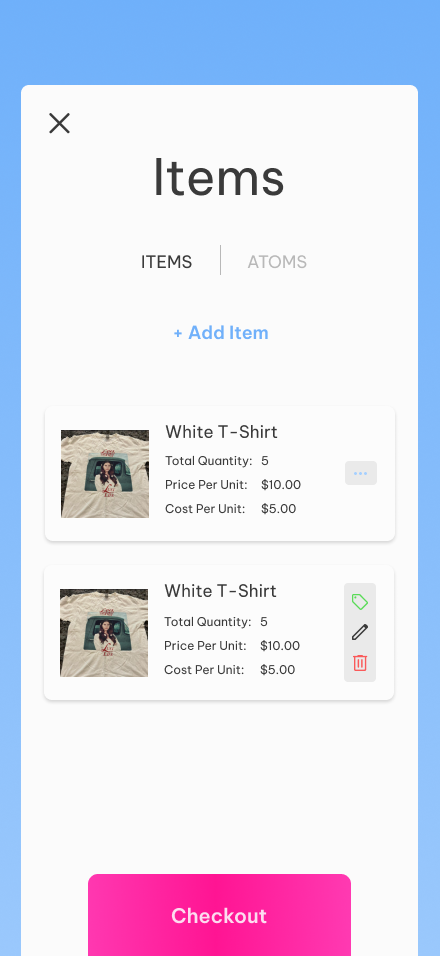 Items
ITEMS
ATOMS
+ Add Item
White T-Shirt
Total Quantity: 5
Price Per Unit: $10.00
Cost Per Unit: $5.00
White T-Shirt
Total Quantity: 5
Price Per Unit: $10.00
Cost Per Unit: $5.00
Checkout